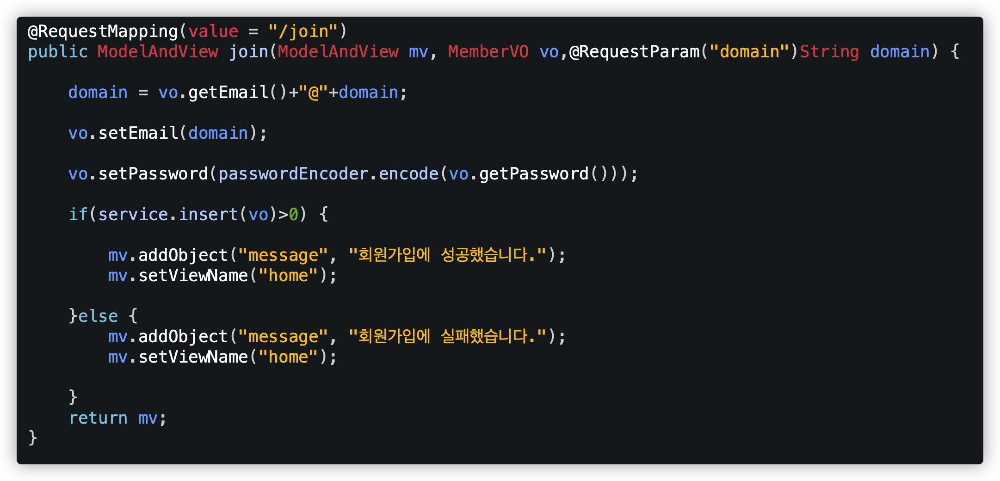 @RequestMapping(value = "/join")
public ModelAndView join(ModelAndView mv, MemberVO vo,@RequestParam("domain")String domain) {
domain = vo.getEmail()+"@"+domain;
vo.setEmail(domain);
vo.setPassword(passwordEncoder.encode(vo.getPassword()));
if(service.insert(vo)>0) {
mv.addObject("message", "회원가입에 성공했습니다.");
mv.setViewName("home");
}else {
mv.addObject("message", "회원가입에 실패했습니다.");
mv.setViewName("home");
}
return mv;
}